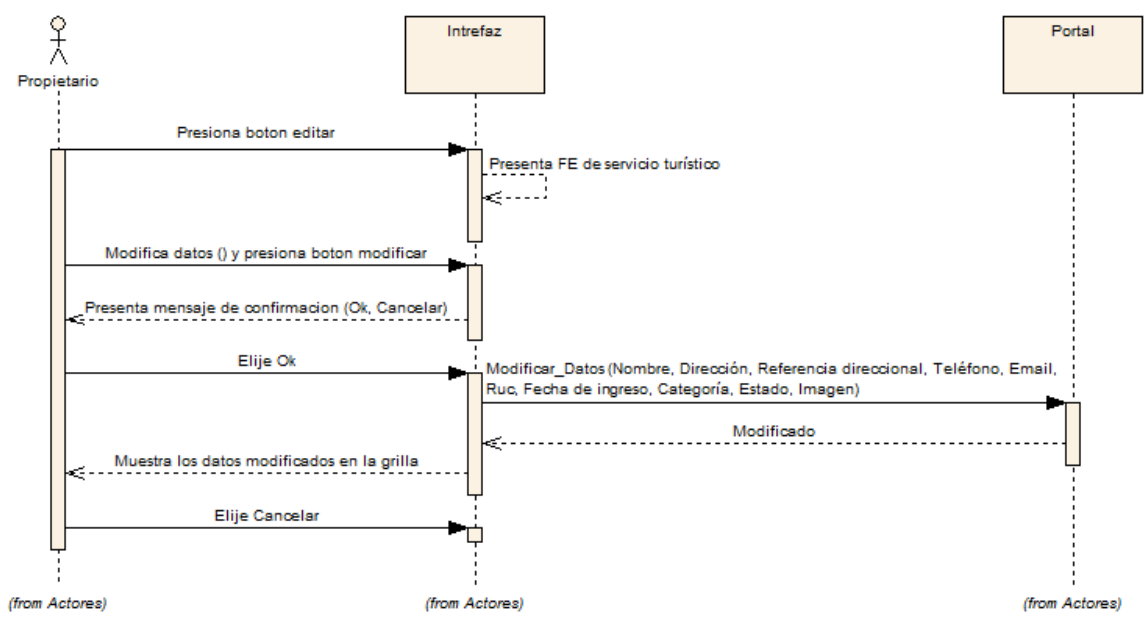 Intrefaz
Portal
Propietario
Presiona boton editar
Presenta FE de servicio turístico
Modifica datos () y presiona boton modificar
Presenta mensaje de confirmacion (Ok, Cancelar)
Elije Ok
Modificar_Datos(Nombre, Dirección, Referencia direccional, Teléfono, Email,
Ruc, Fecha de ingreso, Categoría, Estado, Imagen)
Modificado
Muestra los datos modificados en la grilla
Elije Cancelar
(from Actores)
(from Actores)
(from Actores)